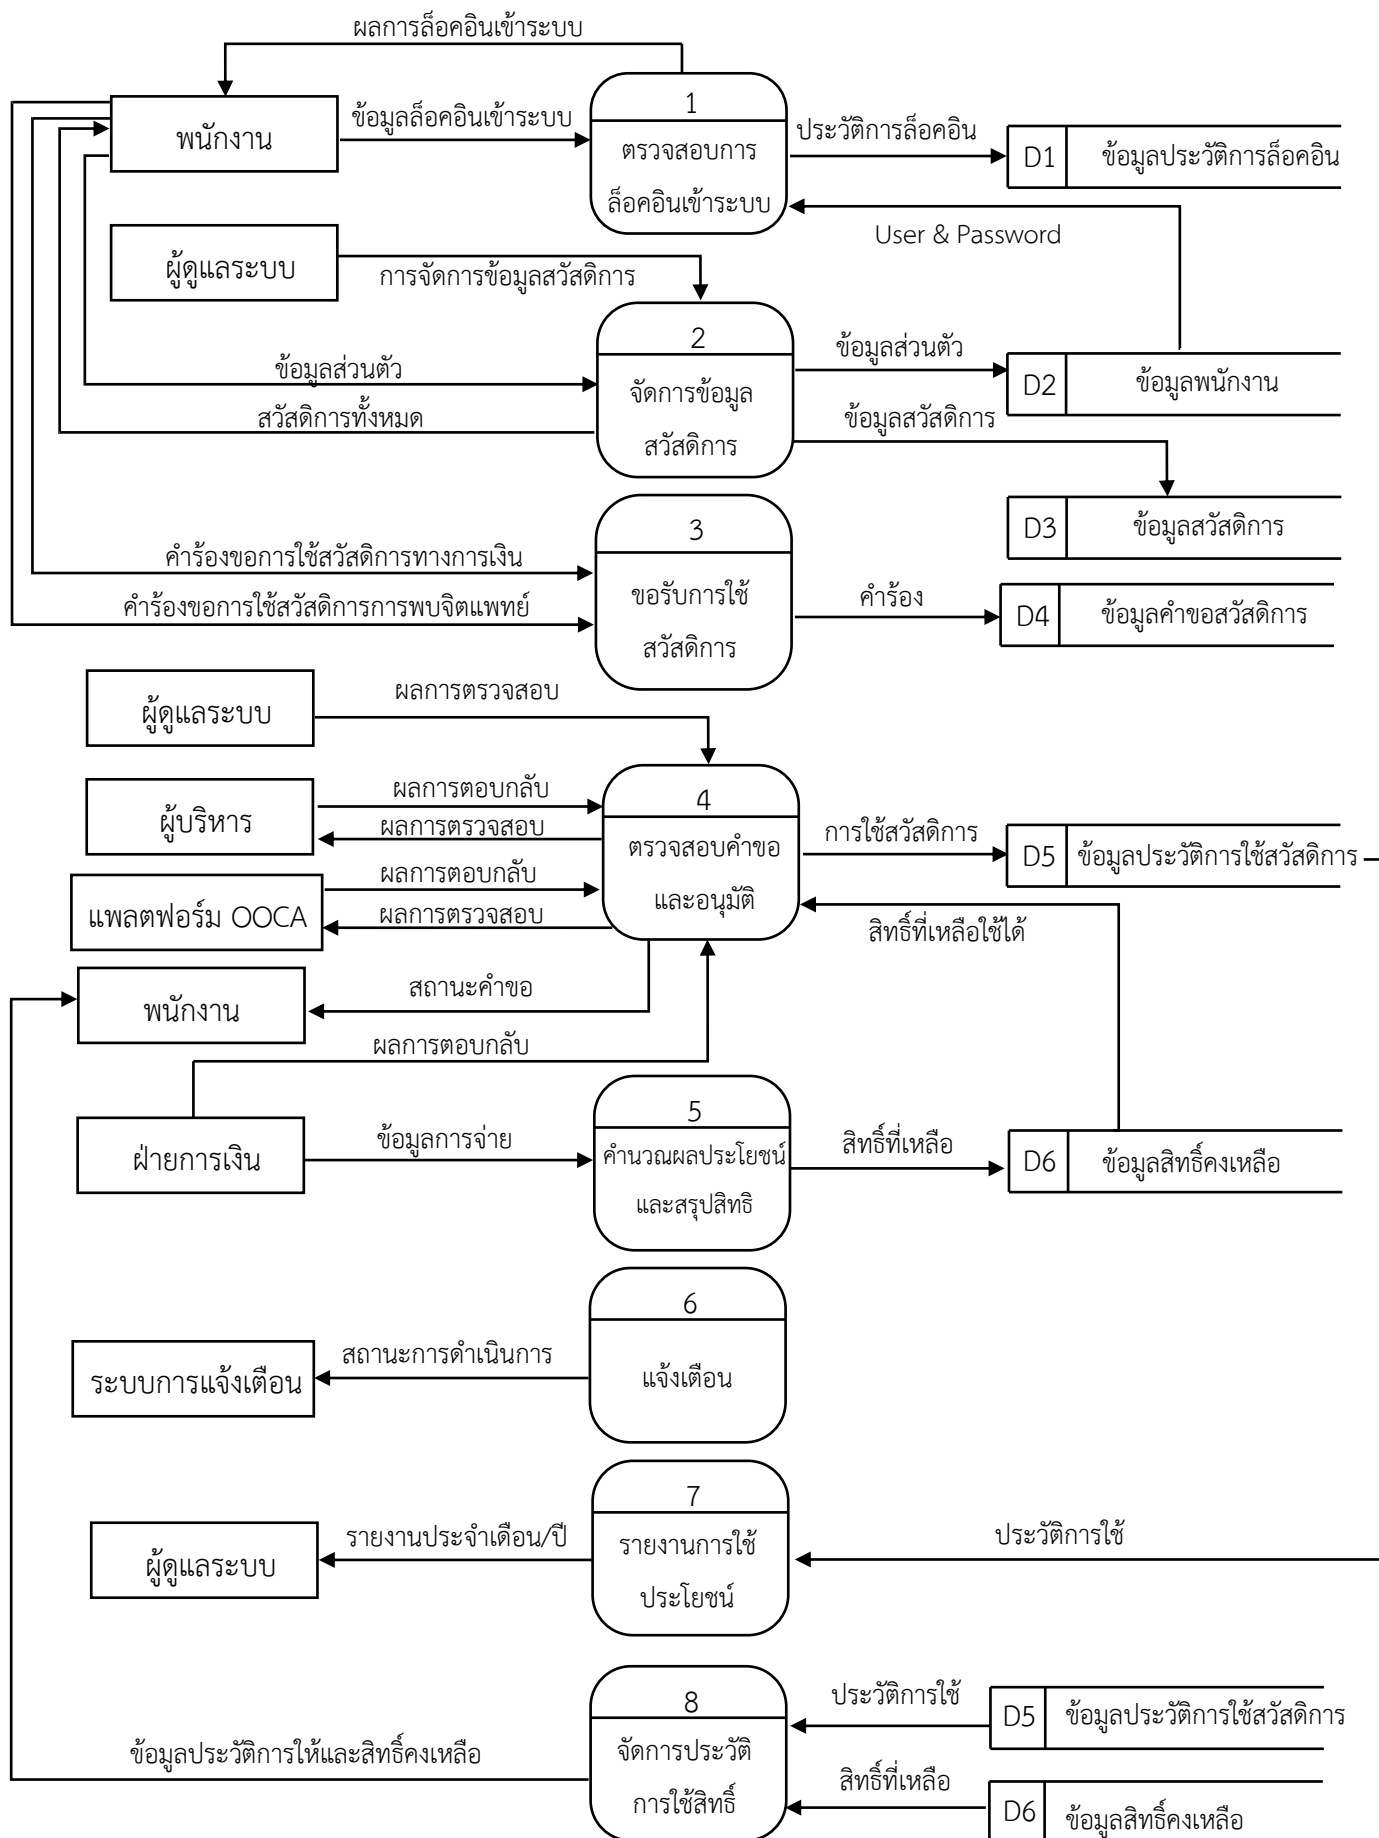 ผลการล็อคอินเข้าระบบ
พนักงาน
ข้อมูลล็อคอินเข้าระบบ
1
ตรวจสอบการ
ล็อคอินเข้าระบบ
ประวัติการล็อคอิน
D1
ข้อมูลประวัติการล็อคอิน
User & Password
ผู้ดูแลระบบ
การจัดการข้อมูลสวัสดิการ
2
จัดการข้อมูล
สวัสดิการ
ข้อมูลส่วนตัว
สวัสดิการทั้งหมด
ข้อมูลส่วนตัว
D2
ข้อมูลพนักงาน
ข้อมูลสวัสดิการ
D3
ข้อมูลสวัสดิการ
3
ขอรับการใช้
สวัสดิการ
คำร้องขอการใช้สวัสดิการทางการเงิน
คำร้องขอการใช้สวัสดิการการพบจิตแพทย์
คำร้อง
D4
ข้อมูลคำขอสวัสดิการ
ผู้ดูแลระบบ
ผลการตรวจสอบ
ผู้บริหาร
ผลการตอบกลับ
ผลการตรวจสอบ
4
ตรวจสอบคำขอ
และอนุมัติ
การใช้สวัสดิการ
D5
ข้อมูลประวัติการใช้สวัสดิการ
แพลตฟอร์ม OOCA
ผลการตอบกลับ
ผลการตรวจสอบ
สิทธิ์ที่เหลือใช้ได้
พนักงาน
สถานะคำขอ
ผลการตอบกลับ
ฝ่ายการเงิน
ข้อมูลการจ่าย
5
คำนวณผลประโยชน์
และสรุปสิทธิ
สิทธิ์ที่เหลือ
D6
ข้อมูลสิทธิ์คงเหลือ
6
แจ้งเตือน
สถานะการดำเนินการ
ระบบการแจ้งเตือน
7
รายงานการใช้
ประโยชน์
รายงานประจำเดือน/ปี
ผู้ดูแลระบบ
ประวัติการใช้
8
จัดการประวัติ
การใช้สิทธิ์
ข้อมูลประวัติการให้และสิทธิ์คงเหลือ
ประวัติการใช้
D5
ข้อมูลประวัติการใช้สวัสดิการ
สิทธิ์ที่เหลือ
D6
ข้อมูลสิทธิ์คงเหลือ